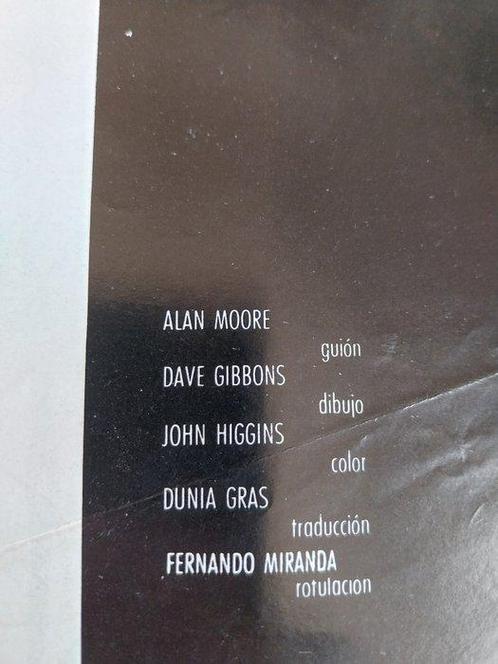 ALAN MOORE
guión
DAVE GIBBONS
dibujo
JOHN HIGGINS
color
DUNIA GRAS
traducción
FERNANDO MIRANDA
rotulacion